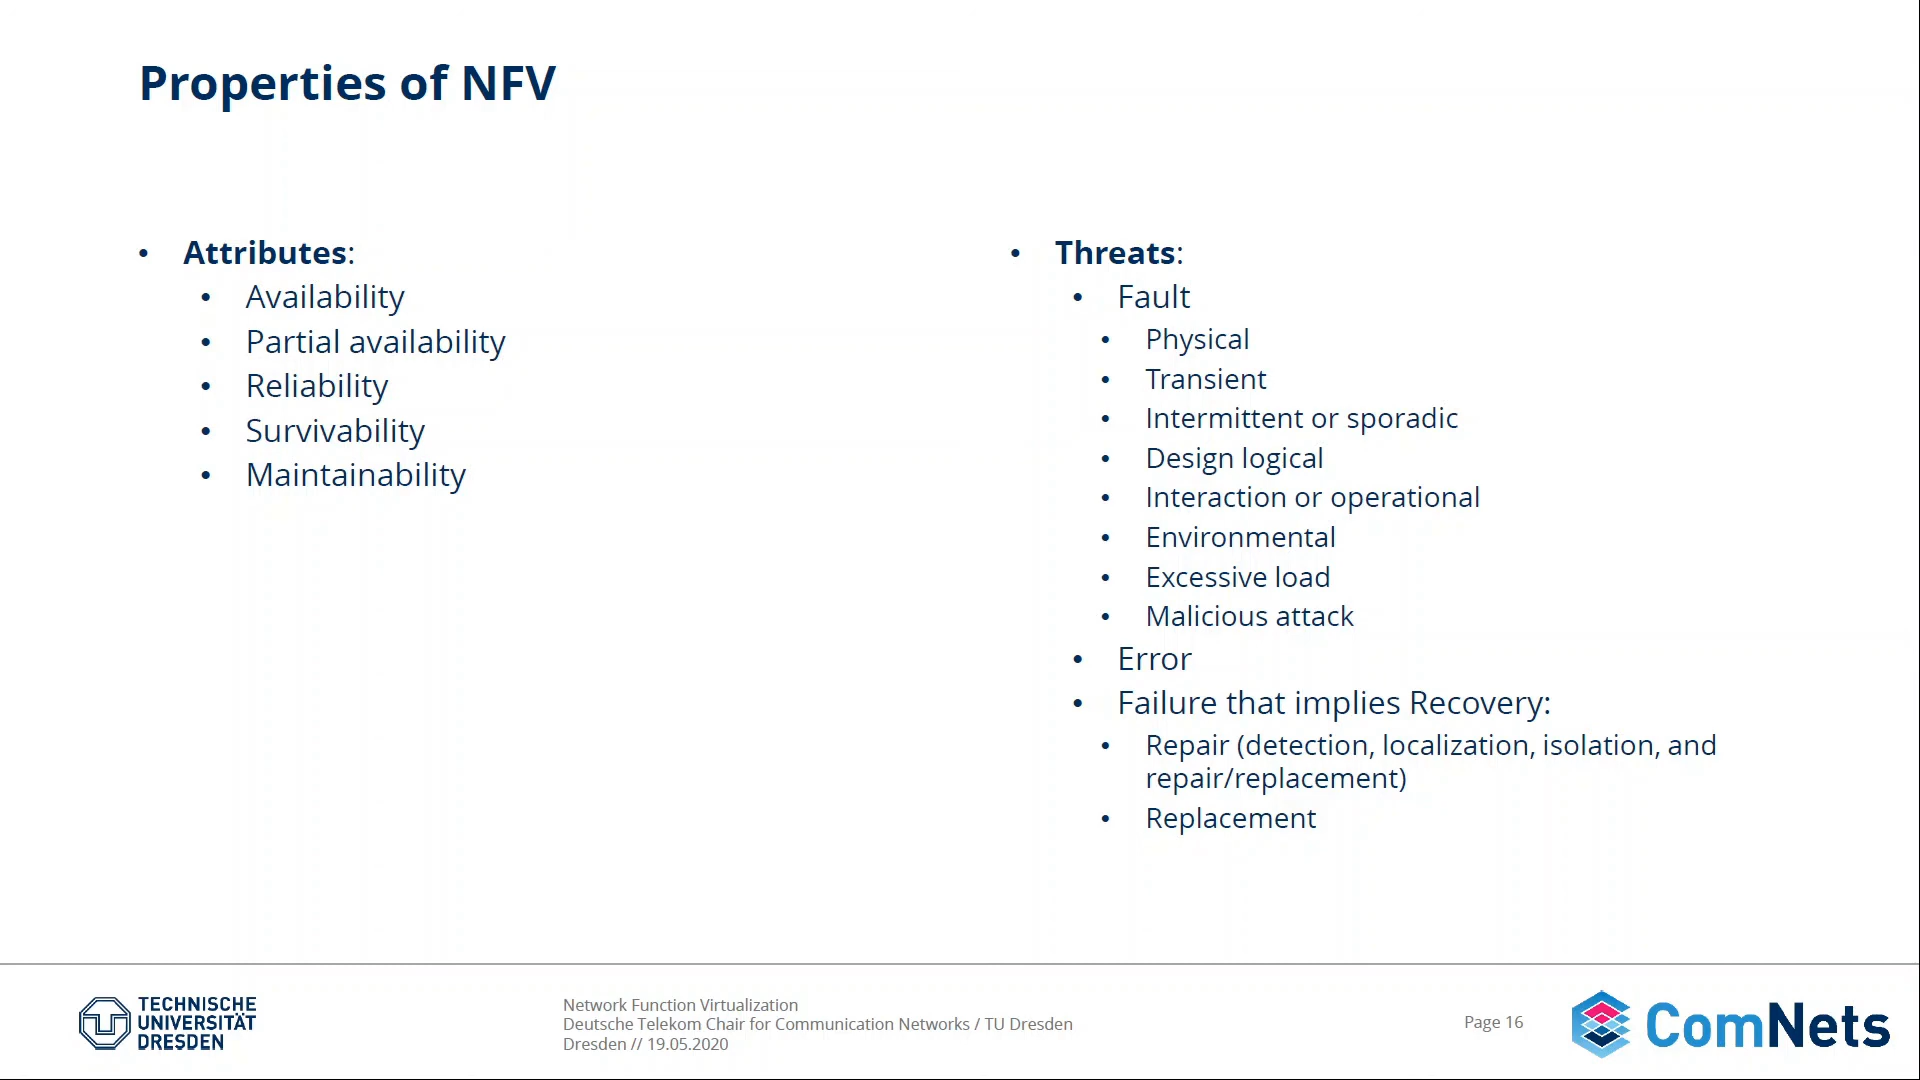 Properties of NFV
• Attributes:
• Availability
• Partial availability
• Reliability
• Survivability
• Maintainability
• Threats:
• Fault
• Physical
• Transient
• Intermittent or sporadic
• Design logical
• Interaction or operational
• Environmental
• Excessive load
• Malicious attack
• Error
• Failure that implies Recovery:
• Repair (detection, localization, isolation, and
repair/replacement)
• Replacement
TECHNISCHE
UNIVERSITÄT
DRESDEN
Network Function Virtualization
Deutsche Telekom Chair for Communication Networks / TU Dresden
Dresden // 19.05.2020
Page 16
ComNets